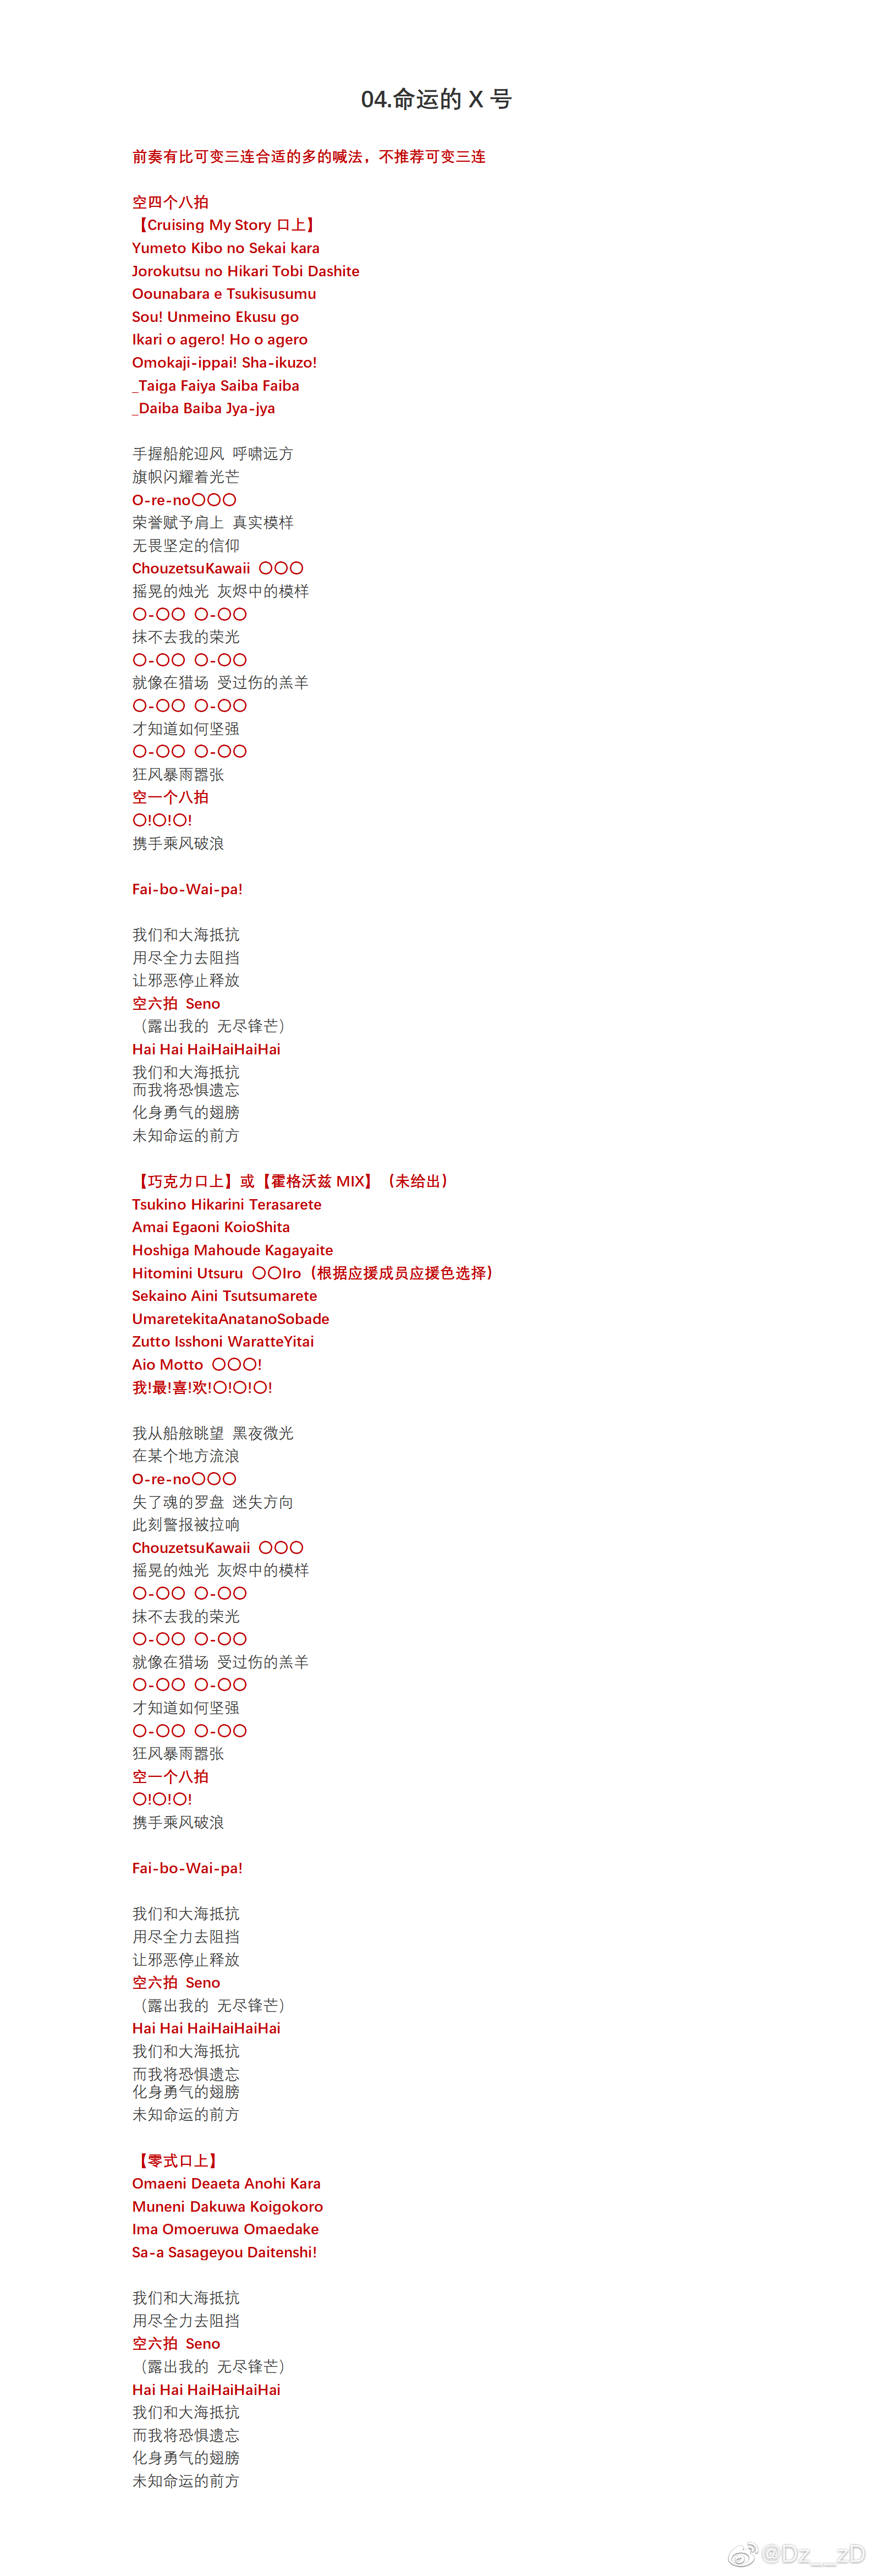 04.命运的 X 号
前奏有比可变三连合适的多的喊法，不推荐可变三连
空四个八拍
【Cruising My Story 口上】
Yumeto Kibo no Sekai kara
Jorokutsu no Hikari Tobi Dashite
Oounabara e Tsukisusumu
Sou! Unmeino Ekusu go
Ikari o agero! Ho o agero
Omokaji-ippai! Sha-ikuzo!
_Taiga Faiya Saiba Faiba
_Daiba Baiba Jya-jya
手握船舵迎风 呼啸远方
旗帜闪耀着光芒
O-re-no〇〇〇
荣誉赋予肩上 真实模样
无畏坚定的信仰
ChouzetsuKawaii 〇〇〇
摇晃的烛光 灰烬中的模样
〇-〇〇 〇-〇〇
抹不去我的荣光
〇-〇〇 〇-〇〇
就像在猎场 受过伤的羔羊
〇-〇〇 〇-〇〇
才知道如何坚强
〇-〇〇 〇-〇〇
狂风暴雨嚣张
空一个八拍
〇!〇!〇!
携手乘风破浪
Fai-bo-Wai-pa!
我们和大海抵抗
用尽全力去阻挡
让邪恶停止释放
空六拍 Seno
（露出我的 无尽锋芒）
Hai Hai HaiHaiHaiHai
我们和大海抵抗
而我将恐惧遗忘
化身勇气的翅膀
未知命运的前方
【巧克力口上】或【霍格沃兹 MIX】（未给出）
Tsukino Hikarini Terasarete
Amai Egaoni KoioShita
Hoshiga Mahoude Kagayaite
Hitomini Utsuru 〇〇Iro（根据应援成员应援色选择）
Sekaino Aini Tsutsumarete
UmaretekitaAnatanoSobade
Zutto Isshoni WaratteYitai
Aio Motto 〇〇〇!
我!最!喜!欢!〇!〇!〇!
我从船舷眺望 黑夜微光
在某个地方流浪
O-re-no〇〇〇
失了魂的罗盘 迷失方向
此刻警报被拉响
ChouzetsuKawaii 〇〇〇
摇晃的烛光 灰烬中的模样
〇-〇〇 〇-〇〇
抹不去我的荣光
〇-〇〇 〇-〇〇
就像在猎场 受过伤的羔羊
〇-〇〇 〇-〇〇
才知道如何坚强
〇-〇〇 〇-〇〇
狂风暴雨嚣张
空一个八拍
〇!〇!〇!
携手乘风破浪
Fai-bo-Wai-pa!
我们和大海抵抗
用尽全力去阻挡
让邪恶停止释放
空六拍 Seno
（露出我的 无尽锋芒）
Hai Hai HaiHaiHaiHai
我们和大海抵抗
而我将恐惧遗忘
化身勇气的翅膀
未知命运的前方
【零式口上】
Omaeni Deaeta Anohi Kara
Muneni Dakuwa Koigokoro
Ima Omoeruwa Omaedake
Sa-a Sasageyou Daitenshi!
我们和大海抵抗
用尽全力去阻挡
空六拍 Seno
（露出我的 无尽锋芒）
Hai Hai HaiHaiHaiHai
我们和大海抵抗
而我将恐惧遗忘
化身勇气的翅膀
未知命运的前方
@Dz__zD